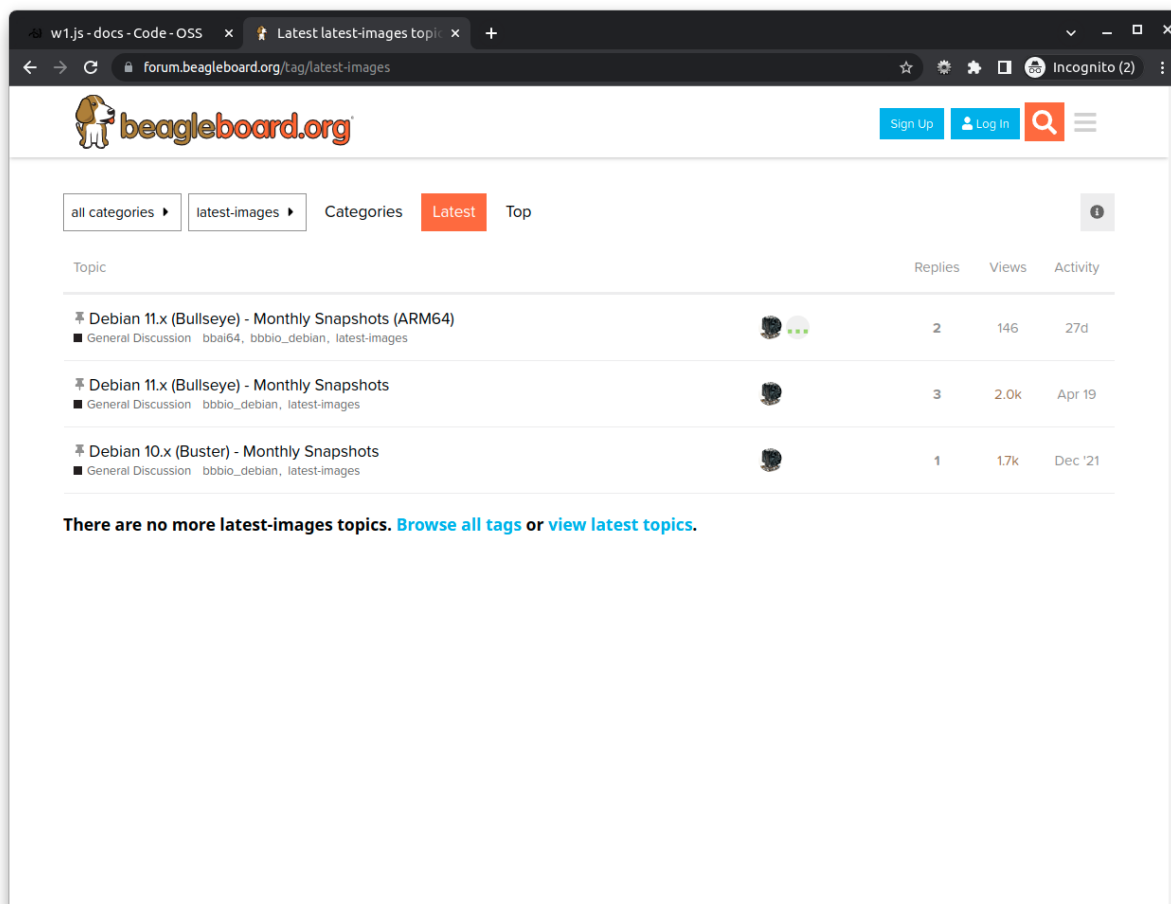 w1.js - docs - Code - OSS
Latest latest-images topic
forum.beagleboard.org/tag/latest-images
Incognito (2)
beagleboard.org
Sign Up
Log In
all categories
latest-images
Categories
Latest
Top
Topic
Replies
Views
Activity
Debian 11.x (Bullseye) - Monthly Snapshots (ARM64)
2
146
27d
General Discussion bbai64, bbbio_debian, latest-images
Debian 11.x (Bullseye) - Monthly Snapshots
3
2.0k
Apr 19
General Discussion bbbio_debian, latest-images
Debian 10.x (Buster) - Monthly Snapshots
1
1.7k
Dec '21
General Discussion bbbio_debian, latest-images
There are no more latest-images topics. Browse all tags or view latest topics.